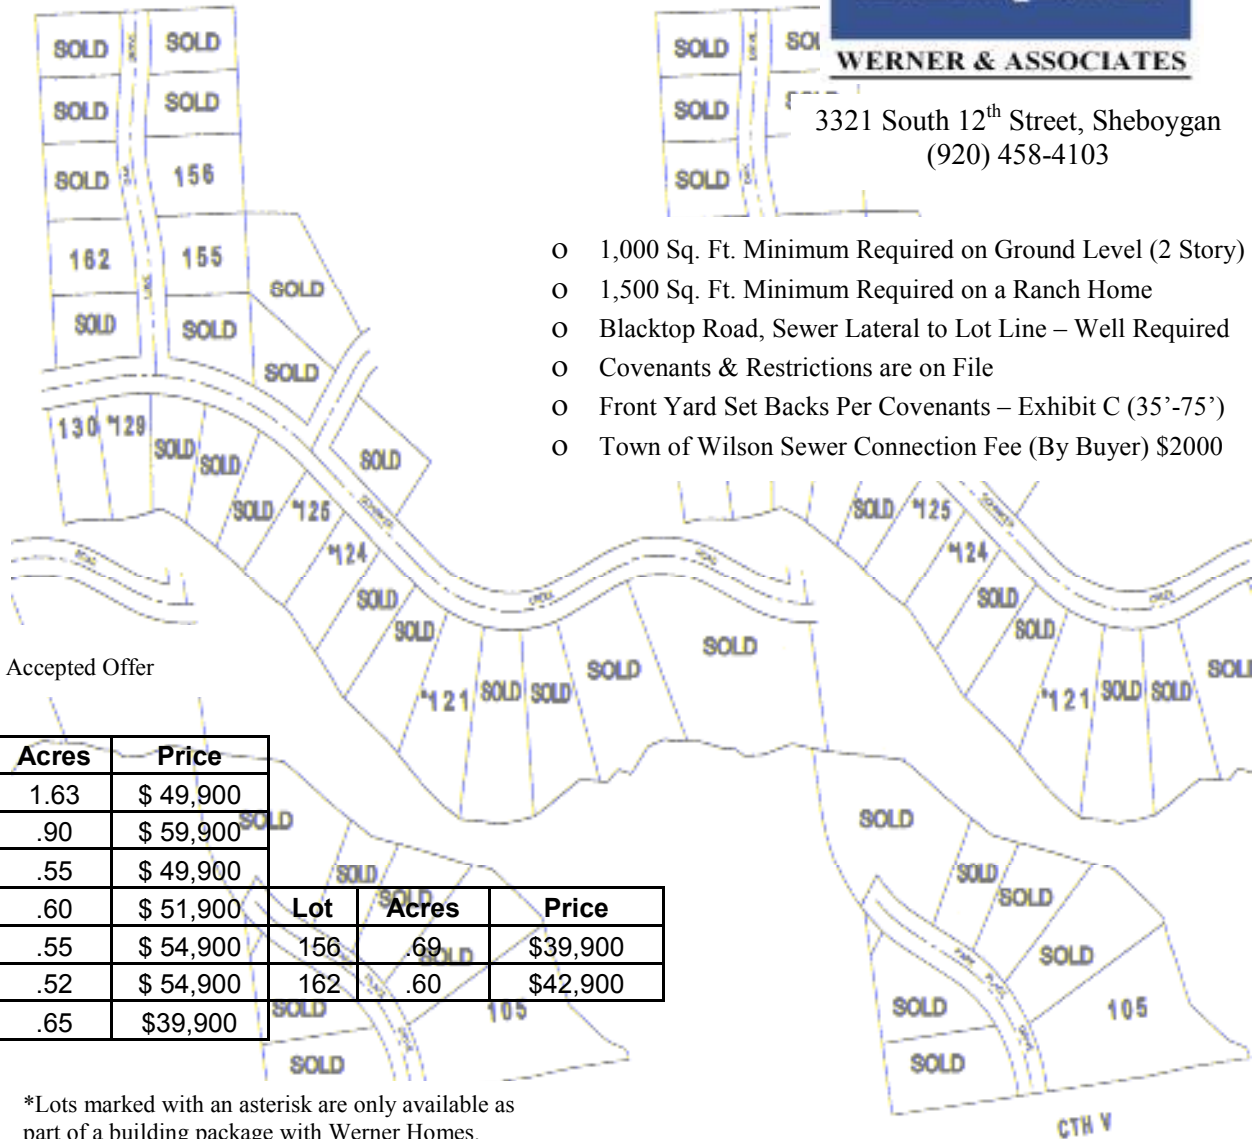 WERNER & ASSOCIATES
3321 South 12th Street, Sheboygan
(920) 458-4103
o 1,000 Sq. Ft. Minimum Required on Ground Level (2 Story)
o 1,500 Sq. Ft. Minimum Required on a Ranch Home
o Blacktop Road, Sewer Lateral to Lot Line – Well Required
o Covenants & Restrictions are on File
o Front Yard Set Backs Per Covenants – Exhibit C (35’-75’)
o Town of Wilson Sewer Connection Fee (By Buyer) $2000
SOLD SOLD
SOLD SOLD
SOLD 156
162 155
SOLD
SOLD SOLD
SOLD
130 *129
SOLD SOLD SOLD
SOLD *125
*124
SOLD
SOLD
*121 SOLD SOLD SOLD SOLD
SOLD
SOLD
SOLD
SOLD
SOLD
SOLD
105
SOLD
SOLD
SOLD
SOLD
SOLD *125
*124
SOLD
SOLD
*121 SOLD SOLD
SOLD
SOLD
SOLD
SOLD
SOLD 105
SOLD
CTH V
Accepted Offer
Acres Price
1.63 $ 49,900
.90 $ 59,900
.55 $ 49,900
.60 $ 51,900
.55 $ 54,900
.52 $ 54,900
.65 $39,900
Lot Acres Price
156 .69 $39,900
162 .60 $42,900
*Lots marked with an asterisk are only available as
part of a building package with Werner Homes.